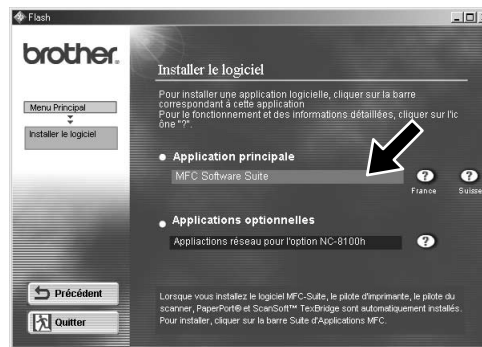 Flash
brother.
Installer le logiciel
Pour installer une application logicielle, cliquer sur la barre
correspondant à cette application
Pour le fonctionnement et des informations détaillées, cliquer sur l'ic
ône "?".
Menu Principal
Installer le logiciel
Application principale
MFC Software Suite
?
?
France
Suisse
Applications optionnelles
Appliactions réseau pour l'option NC-8100h
?
Précédent
Quitter
Lorsque vous installez le logiciel MFC-Suite, le pilote d'imprimante, le pilote du
scanner, PaperPort® et ScanSoft™ TexBridge sont automatiquement installés.
Pour installer, cliquer sur la barre Suite d'Applications MFC.